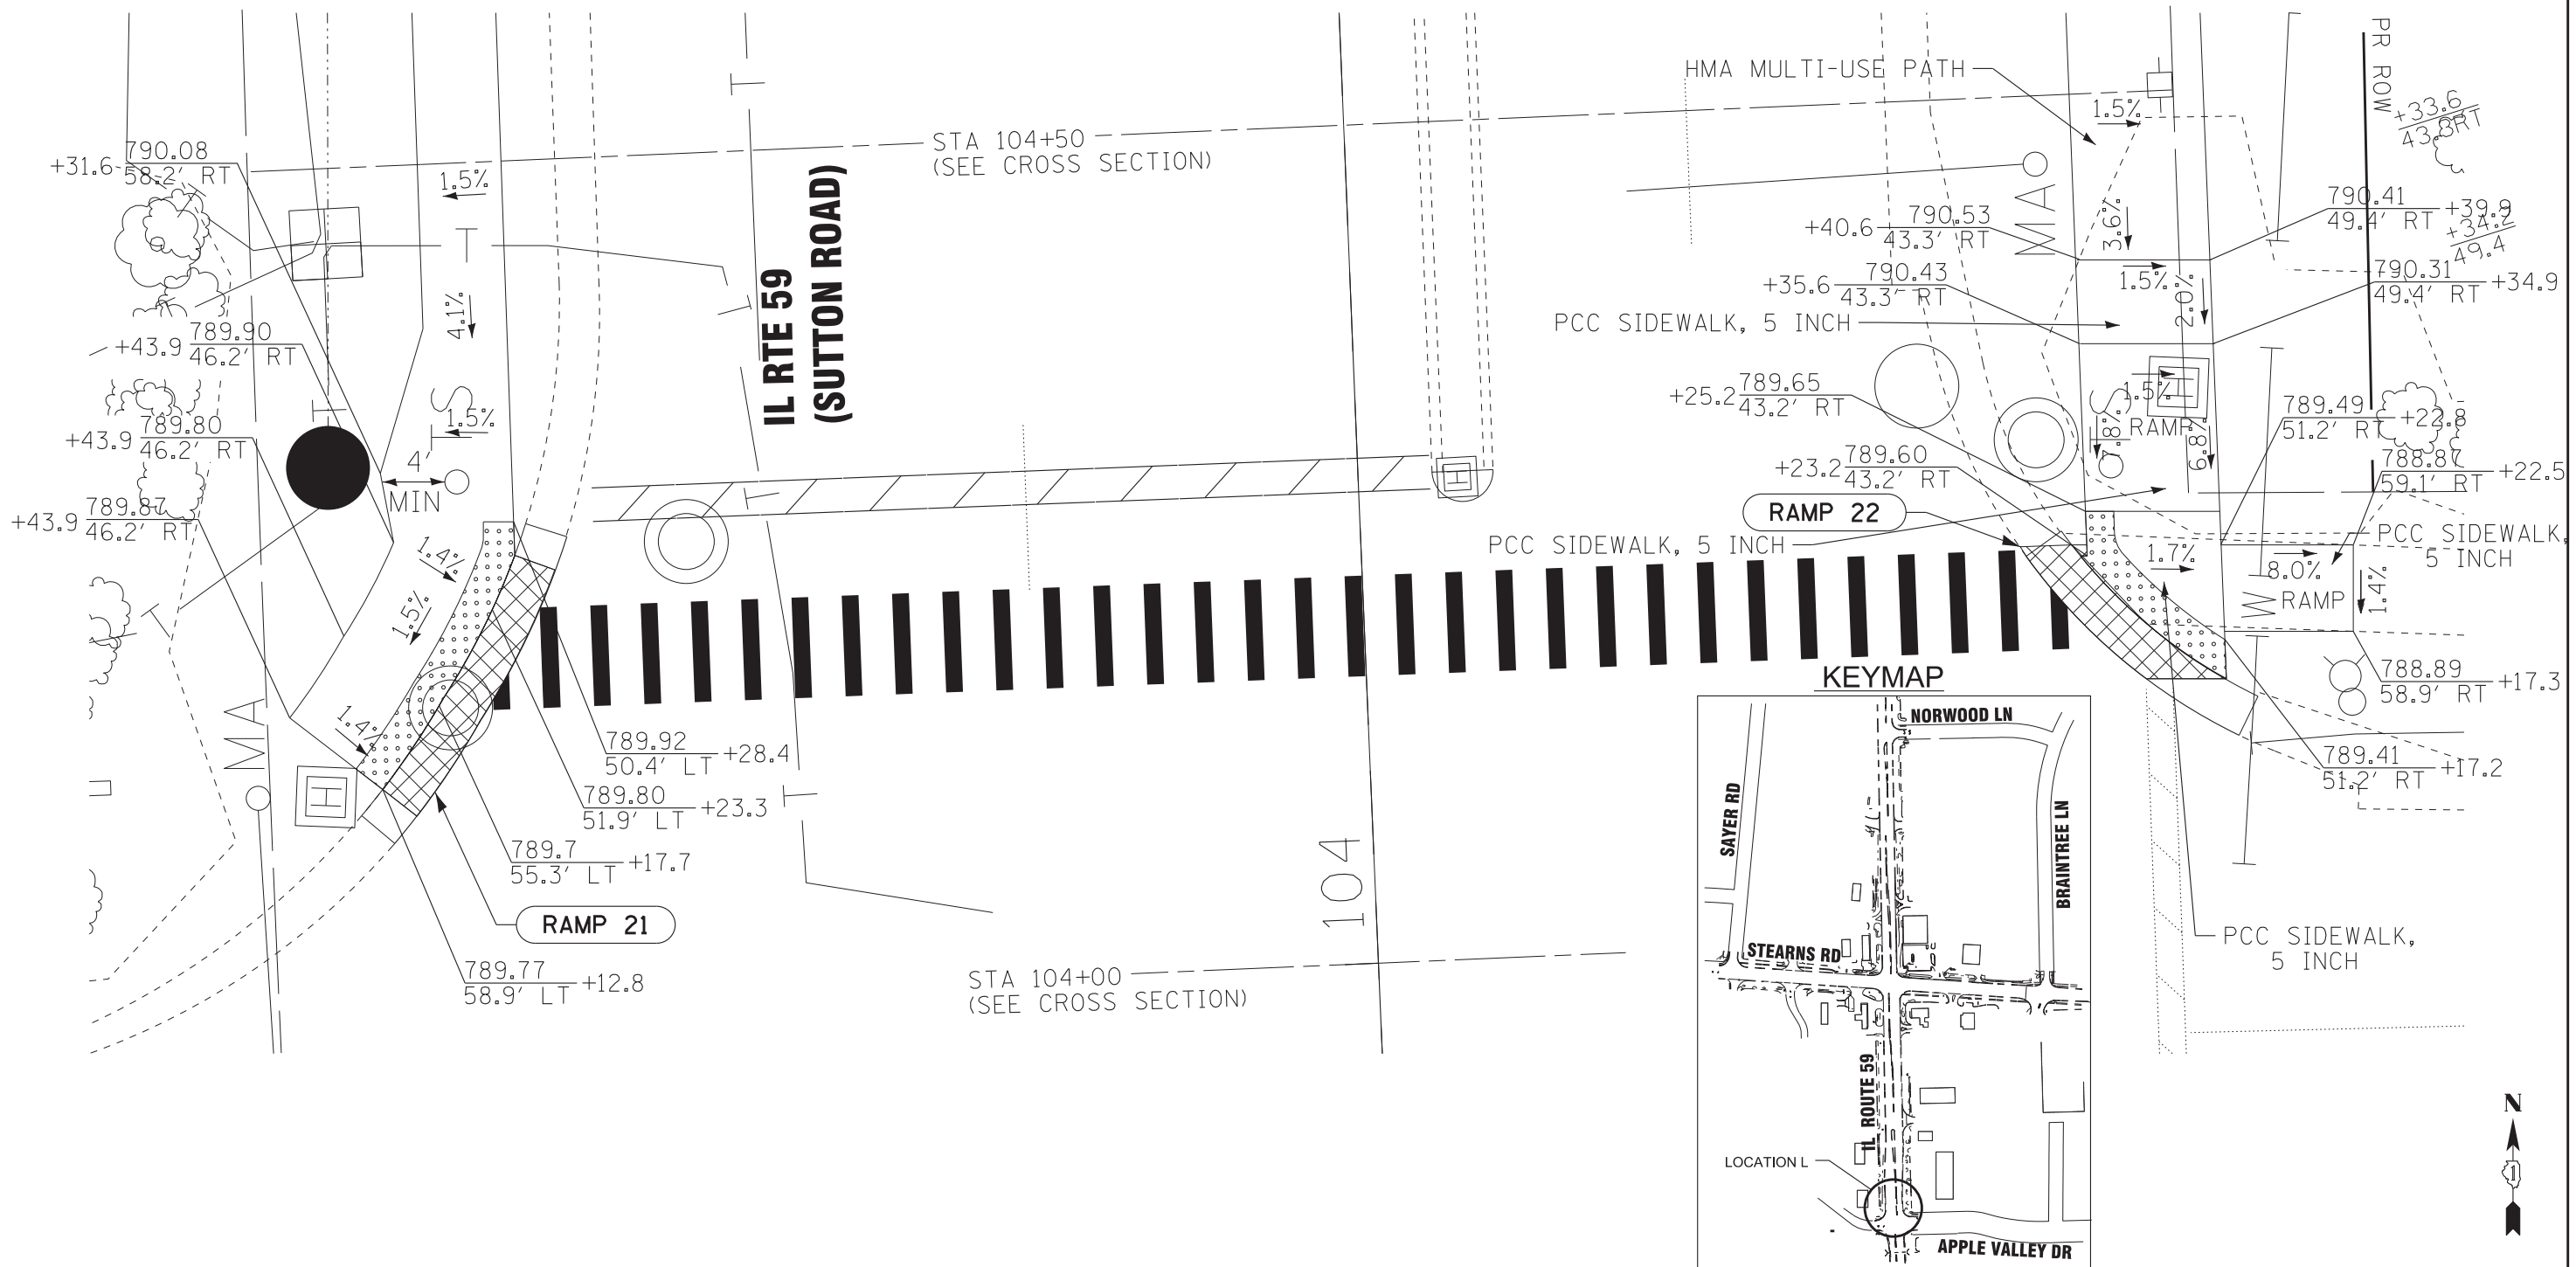 HMA MULTI-USE PATH
1.5%
PR ROW
+33.6
43.8RT
STA 104+50
(SEE CROSS SECTION)
+31.6
790.08
58.2' RT
1.5%
IL RTE 59
(SUTTON ROAD)
MA
3.6%
+40.6
790.53
43.3' RT
790.41
49.4' RT
+39.9
+34.2
49.4
1.5%
2.0%
+35.6
790.43
43.3' RT
790.31
49.4' RT
+34.9
4.1%
PCC SIDEWALK, 5 INCH
+43.9
789.90
46.2' RT
S
1.5%
4'
MIN
+25.2
789.65
43.2' RT
S
1.5%
H
RAMP
7.8%
6.8%
789.49
51.2' RT
+22.8
+43.9
789.80
46.2' RT
+23.2
789.60
43.2' RT
788.87
59.1' RT
+22.5
H
+43.9
789.87
46.2' RT
RAMP 22
PCC SIDEWALK, 5 INCH
PCC SIDEWALK,
5 INCH
1.4%
1.5%
1.7%
8.0%
RAMP
W
1.4%
1.4%
MA
H
788.89
58.9' RT
+17.3
789.92
50.4' LT
+28.4
789.80
51.9' LT
+23.3
789.41
51.2' RT
+17.2
789.7
55.3' LT
+17.7
RAMP 21
789.77
58.9' LT
+12.8
104
STA 104+00
(SEE CROSS SECTION)
PCC SIDEWALK,
5 INCH
KEYMAP
NORWOOD LN
SAYER RD
BRAINTREE LN
STEARNS RD
IL ROUTE 59
LOCATION L
APPLE VALLEY DR
N
1